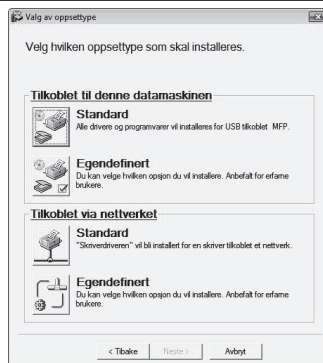 Valg av oppsettype
Velg hvilken oppsettype som skal installeres.
Tilkoblet til denne datamaskinen
Standard
Alle drivere og programvarer vil installeres for USB tilkoblet MFP.
Egendefinert
Du kan velge hvilken opsjon du vil installere. Anbefalt for erfarne
brukere.
Tilkoblet via nettverket
Standard
"Skriverdriveren" vil bli installert for en skriver tilkoblet et nettverk.
Egendefinert
Du kan velge hvilken opsjon du vil installere. Anbefalt for erfarne
brukere.
< Tibake Neste > Avbryt